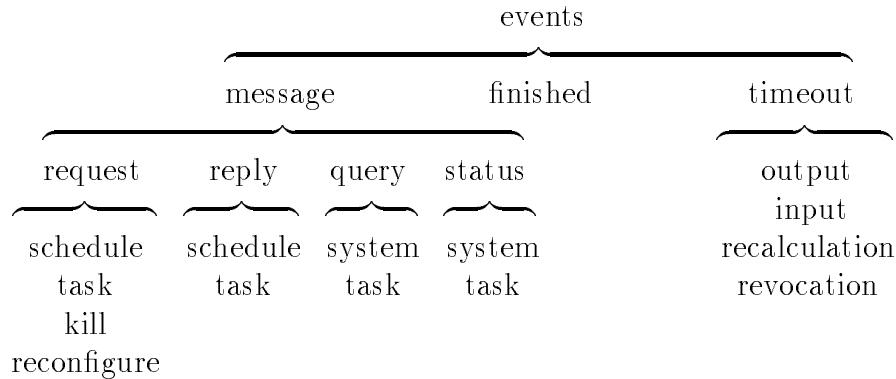 events
message finished timeout
request reply query status output
input
schedule schedule system system recalculation
task task task task revocation
kill
reconfigure